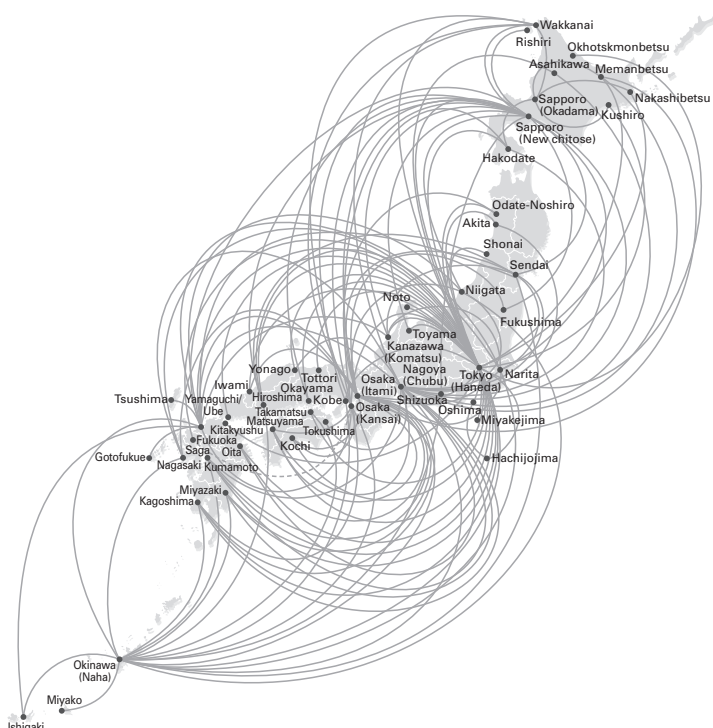 Wakkanai
Rishiri
Okhotskmonbetsu
Asahikawa
Memanbetsu
Nakashibetsu
Sapporo
(Okadama)
Kushiro
Sapporo
(New chitose)
Hakodate
Odate-Noshiro
Akita
Shonai
Sendai
Niigata
Noto
Fukushima
Toyama
Kanazawa
(Komatsu)
Nagoya
(Chubu)
Tokyo
(Haneda)
Narita
Yonago
Tottori
Osaka
(Itami)
Iwami
Okayama
Shizuoka
Oshima
Tsushima
Yamaguchi/
Ube
Hiroshima
Kobe
Osaka
(Kansai)
Takamatsu
Miyakejima
Kitakyushu
Matsuyama
Tokushima
Fukuoka
Kochi
Saga
Oita
Gotofukue
Nagasaki
Kumamoto
Hachijojima
Miyazaki
Kagoshima
Okinawa
(Naha)
Miyako
Ishigaki